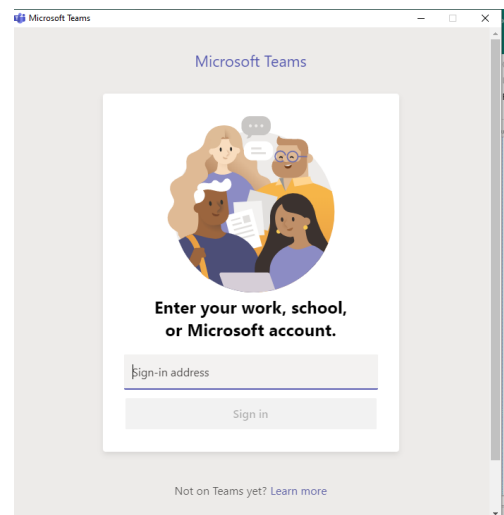 Microsoft Teams
Microsoft Teams
Enter your work, school,
or Microsoft account.
Sign-in address
Sign in
Not on Teams yet? Learn more